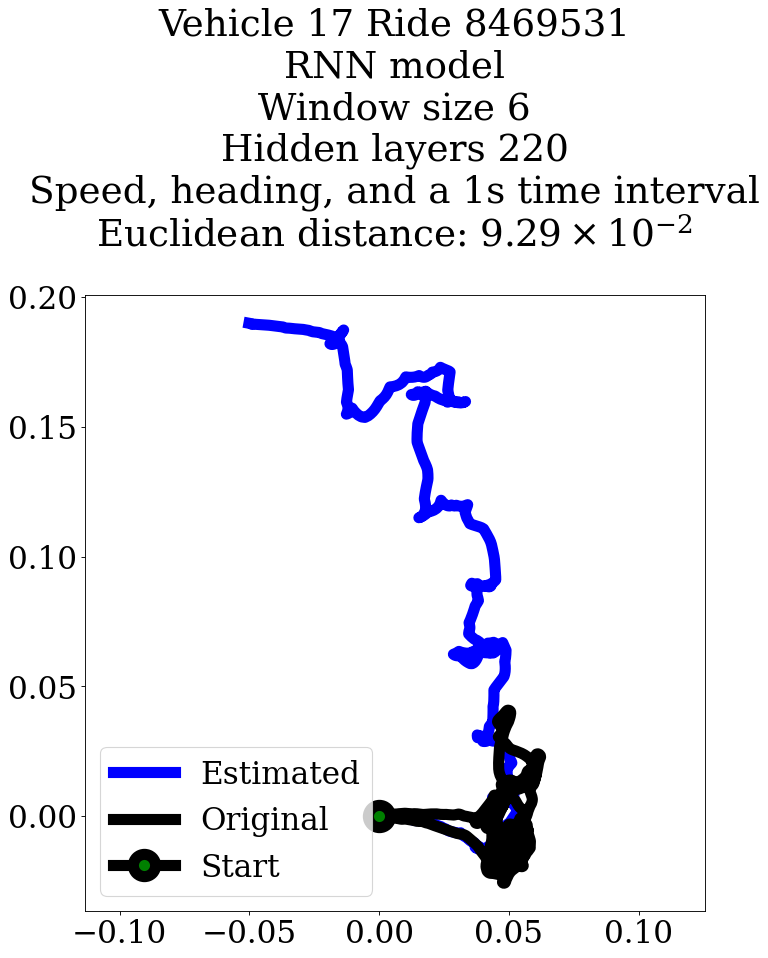 Vehicle 17 Ride 8469531
RNN model
Window size 6
Hidden layers 220
Speed, heading, and a 1s time interval
Euclidean distance: 9.29 × 10⁻²
0.20
0.15
0.10
0.05
0.00
Estimated
Original
Start
−0.10 −0.05 0.00 0.05 0.10